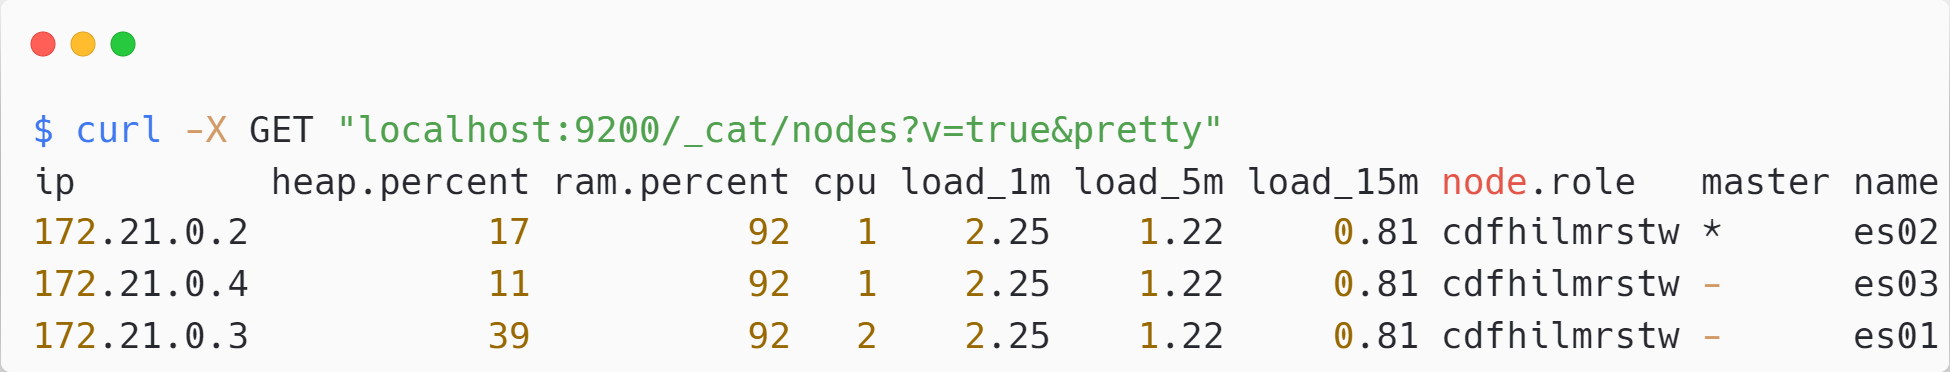 $ curl -X GET "localhost:9200/_cat/nodes?v=true&pretty"
ip         heap.percent ram.percent cpu load_1m load_5m load_15m node.role   master name
172.21.0.2           17          92   1    2.25    1.22     0.81 cdfhilmrstw *      es02
172.21.0.4           11          92   1    2.25    1.22     0.81 cdfhilmrstw -      es03
172.21.0.3           39          92   2    2.25    1.22     0.81 cdfhilmrstw -      es01